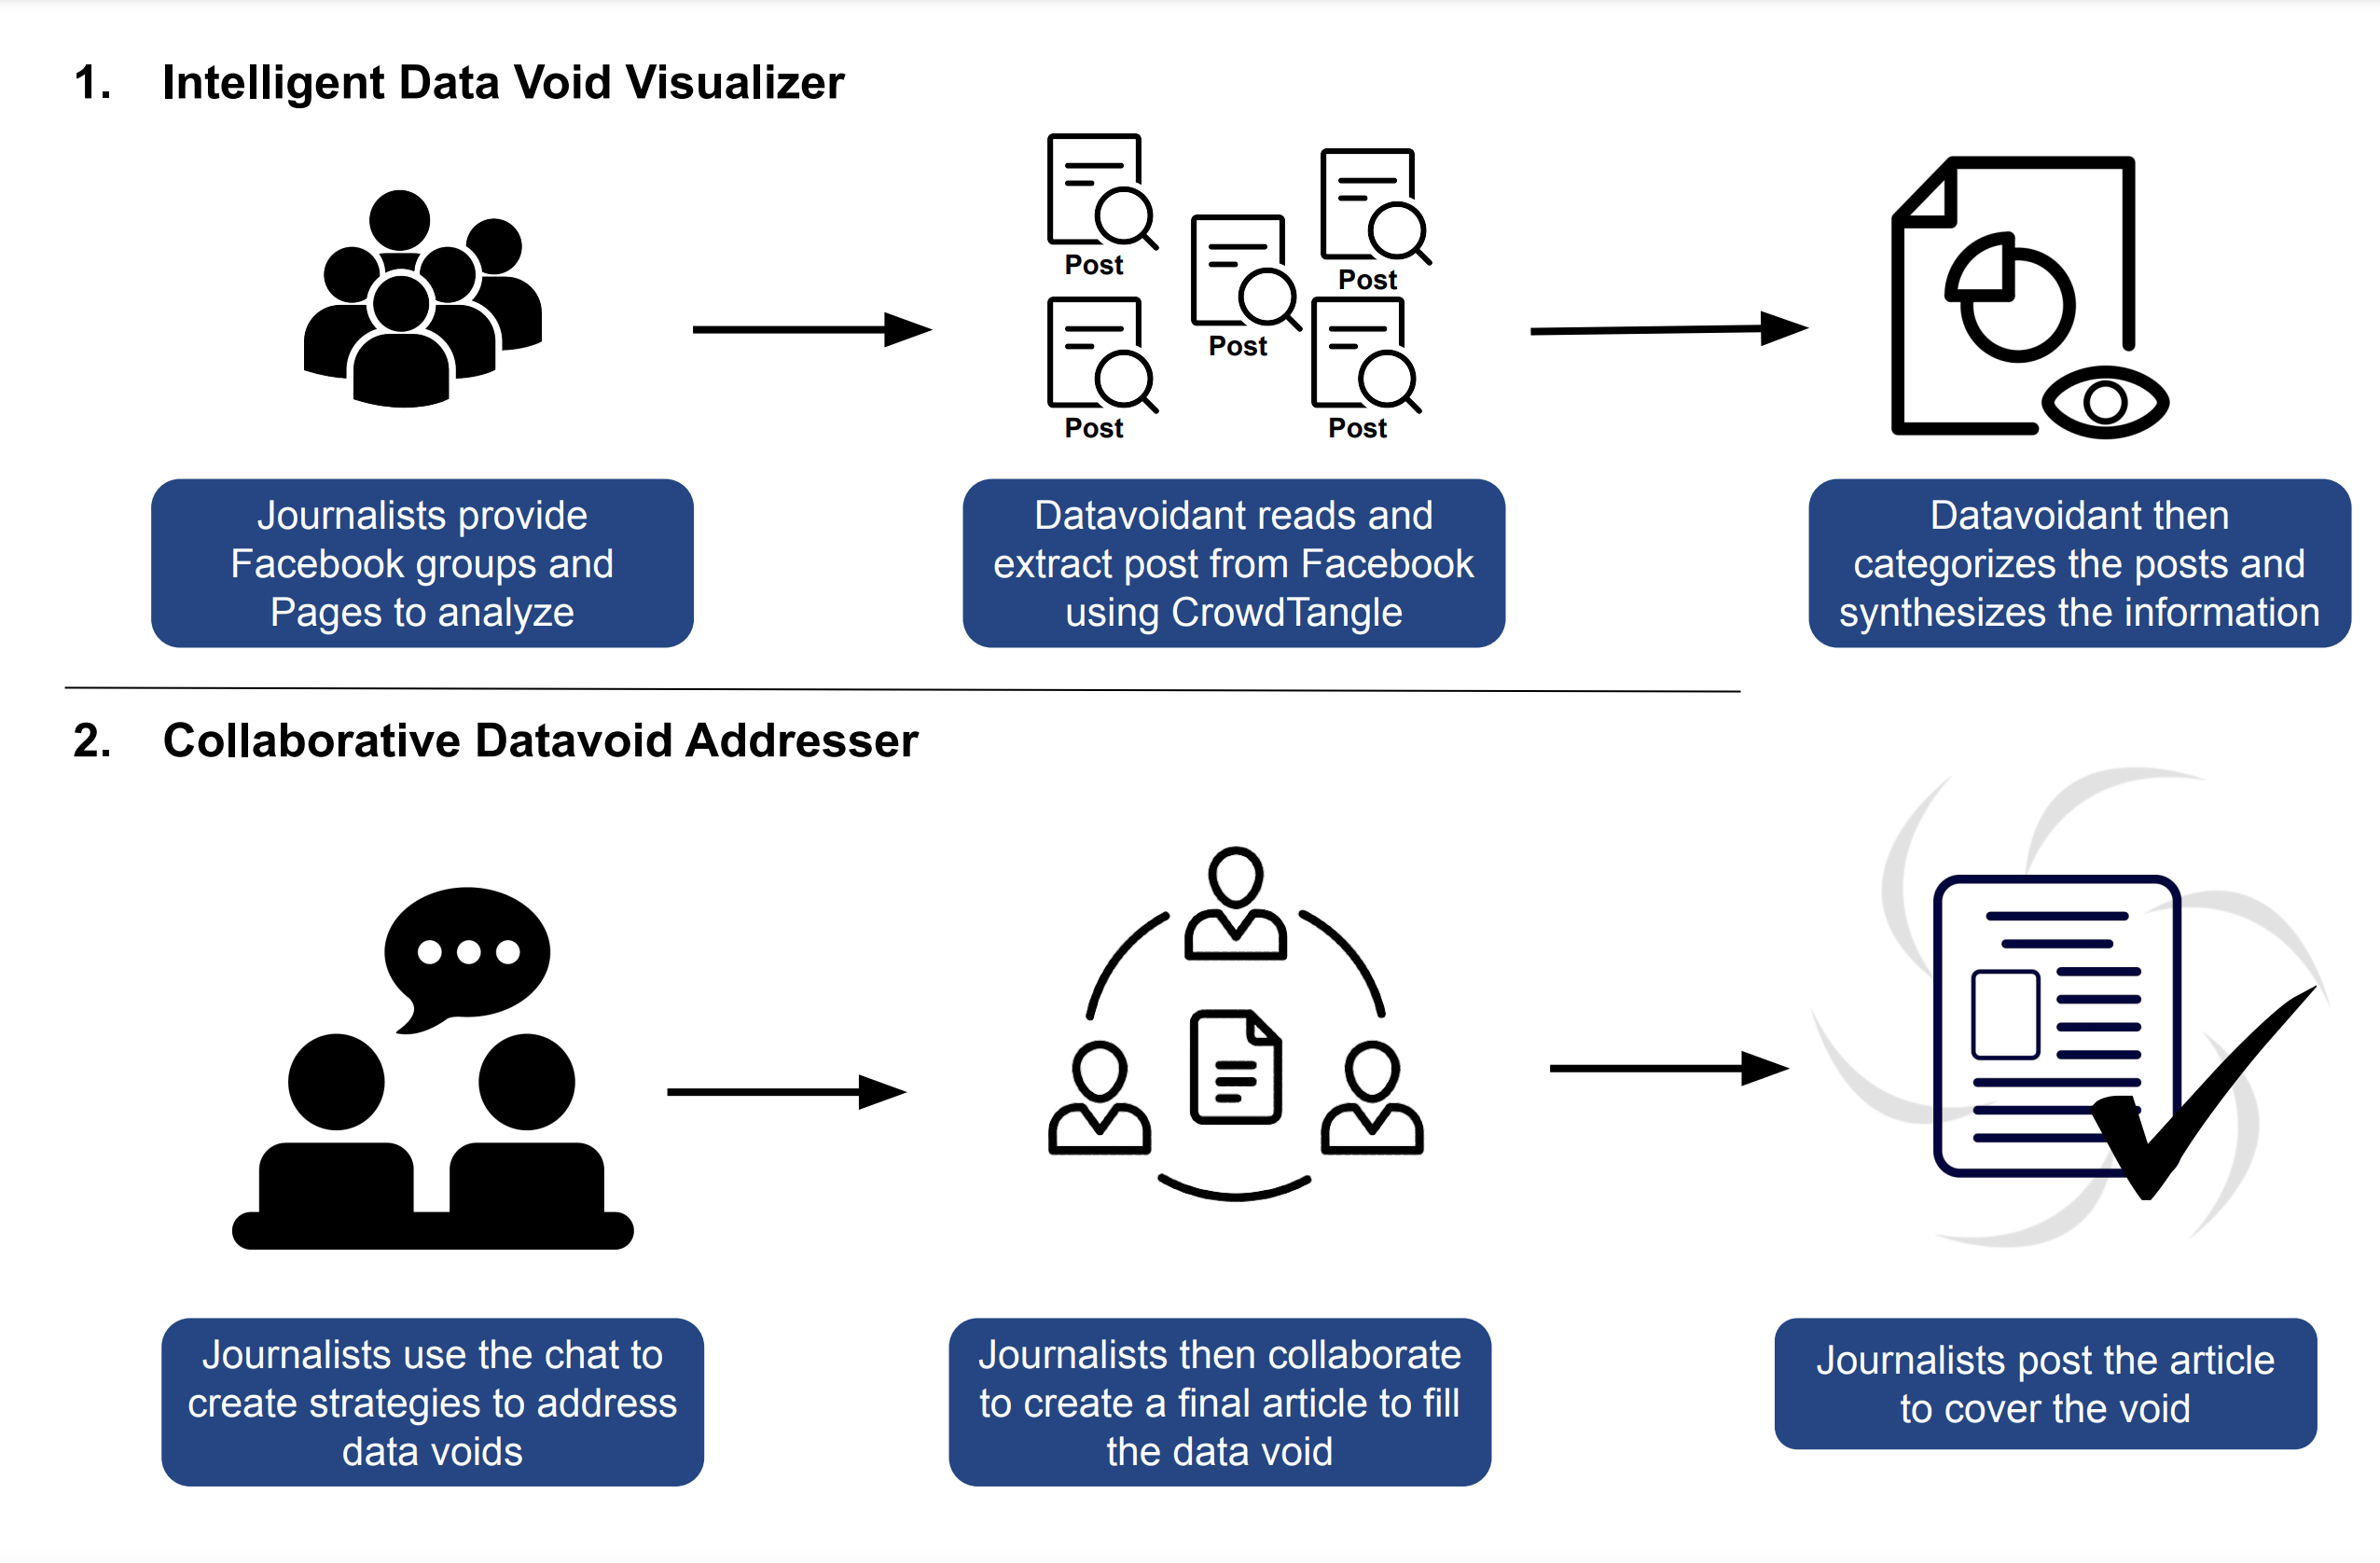 1. Intelligent Data Void Visualizer
Post
Post
Post
Post
Post
Journalists provide
Facebook groups and
Pages to analyze
Datavoidant reads and
extract post from Facebook
using CrowdTangle
Datavoidant then
categorizes the posts and
synthesizes the information
2. Collaborative Datavoid Addresser
Journalists use the chat to
create strategies to address
data voids
Journalists then collaborate
to create a final article to fill
the data void
Journalists post the article
to cover the void